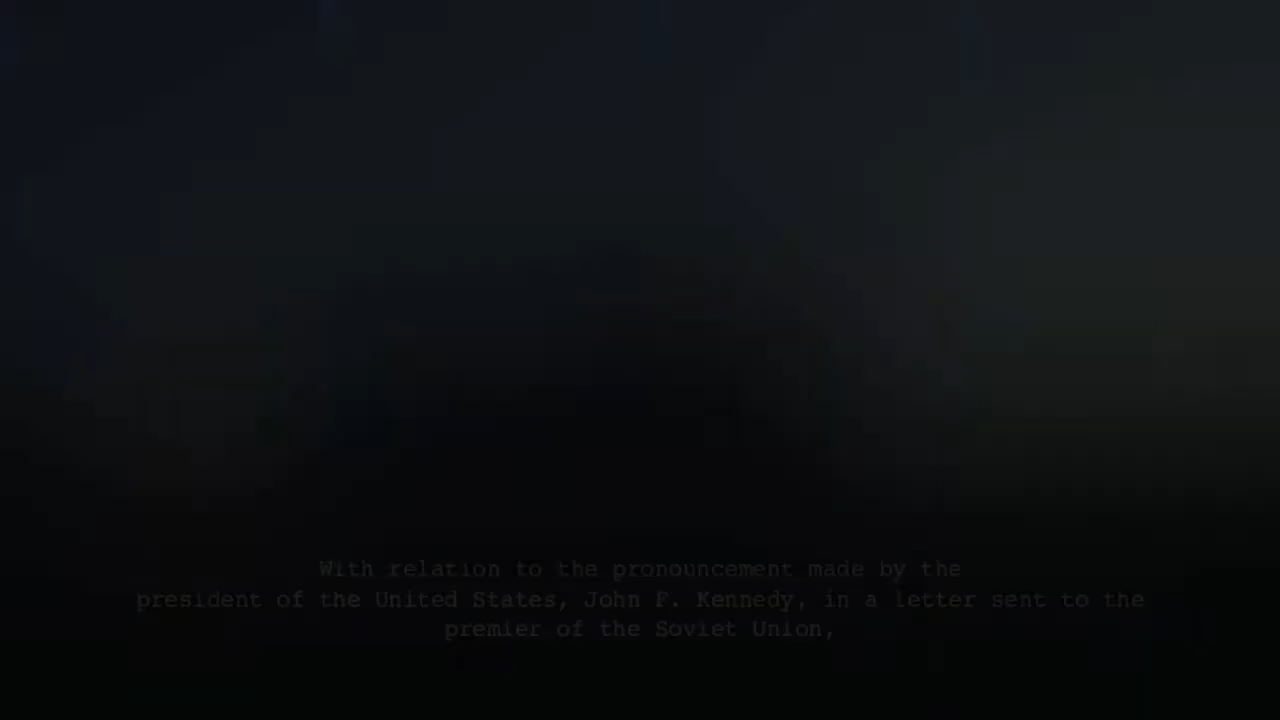 With relation to the pronouncement made by the
president of the United States, John F. Kennedy, in a letter sent to the
premier of the Soviet Union,